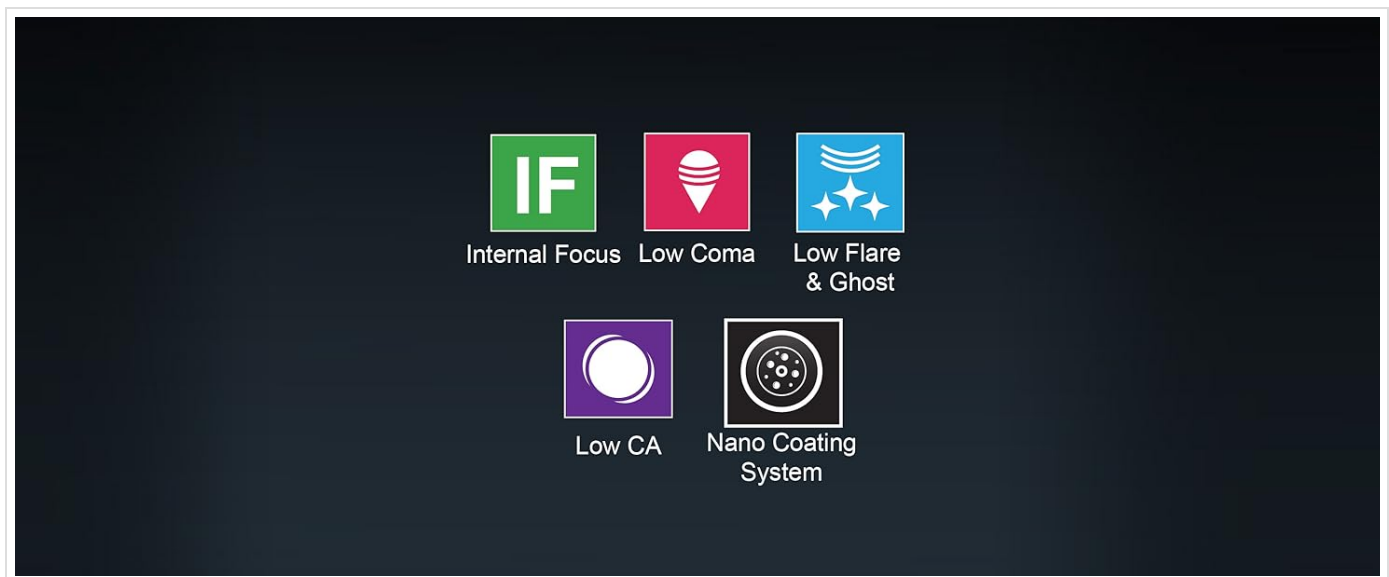 IF
Internal Focus
Low Coma
Low Flare
& Ghost
Low CA
Nano Coating
System